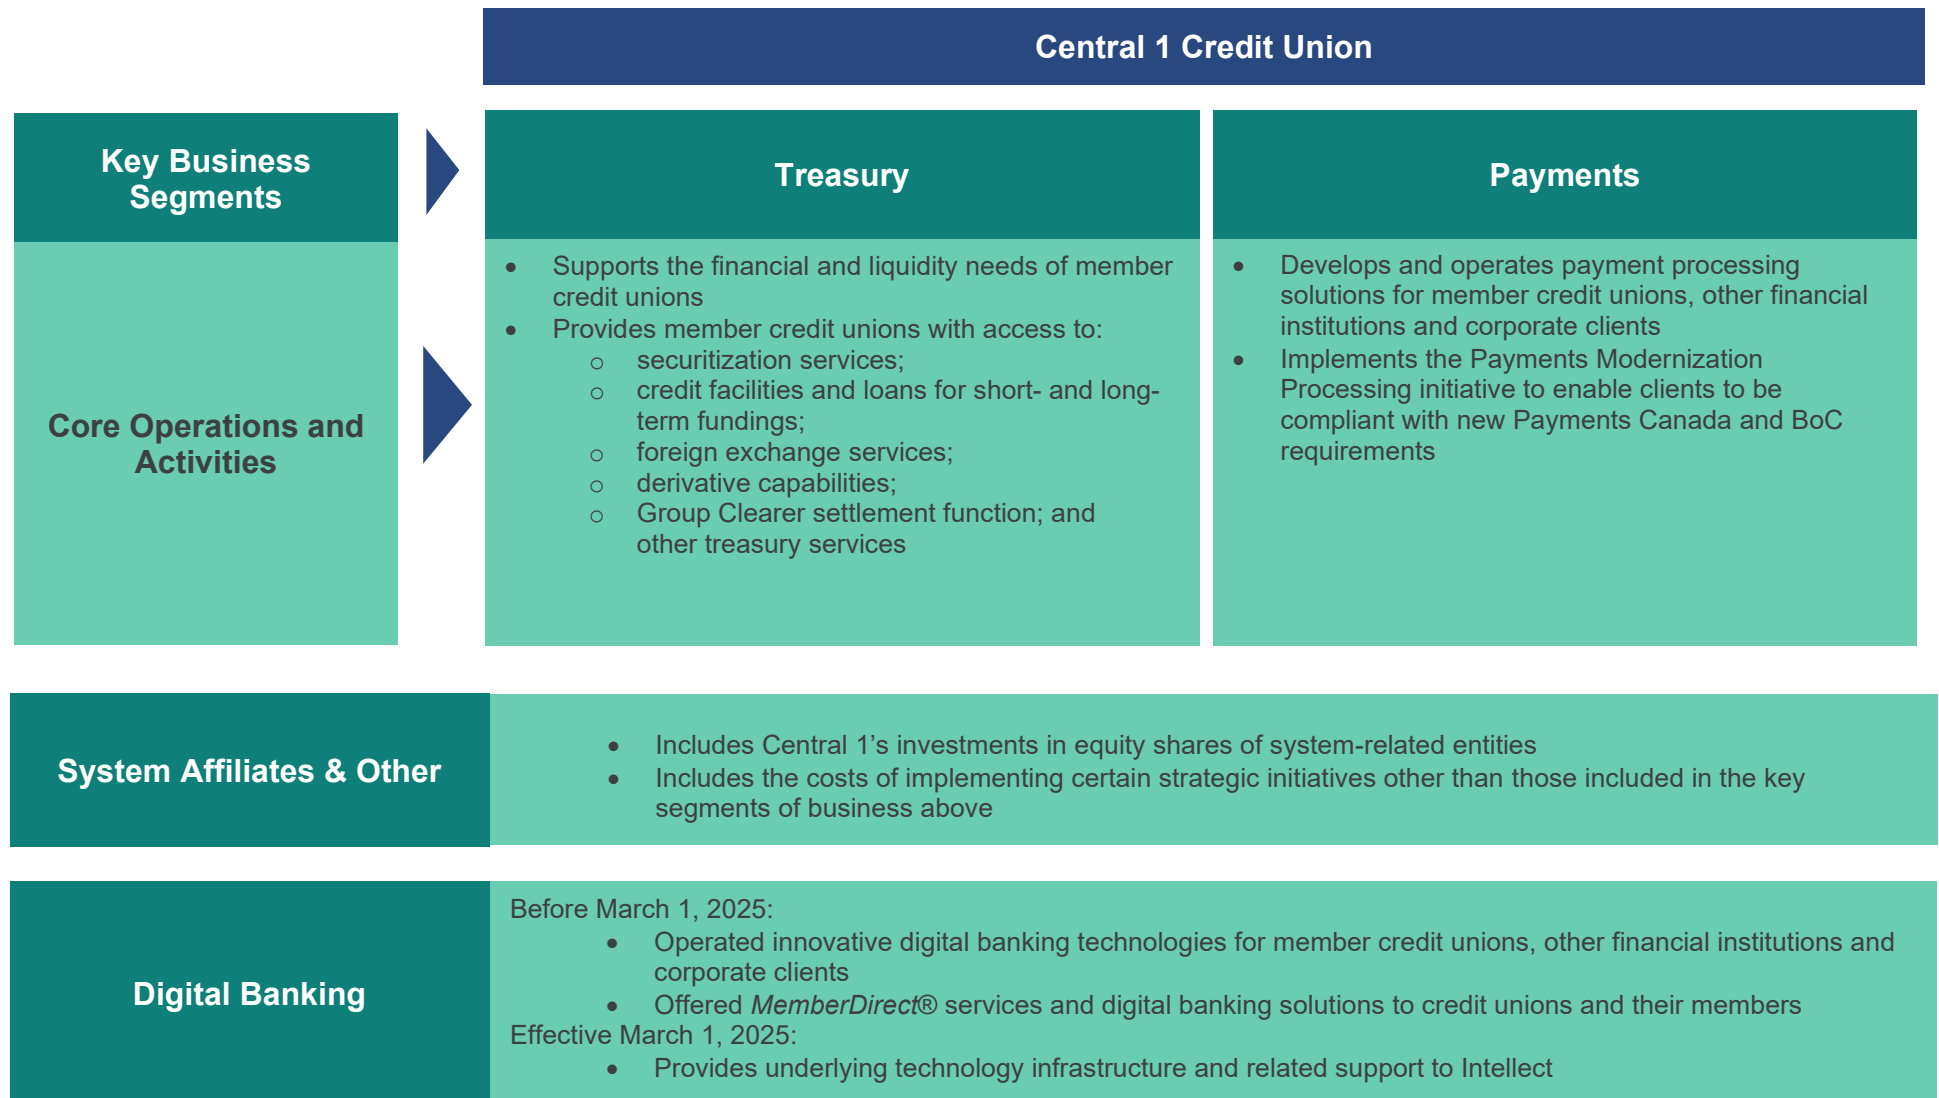 Central 1 Credit Union
Key Business
Segments
Treasury
Payments
Core Operations and
Activities
• Supports the financial and liquidity needs of member
credit unions
• Provides member credit unions with access to:
o securitization services;
o credit facilities and loans for short- and long-
term fundings;
o foreign exchange services;
o derivative capabilities;
o Group Clearer settlement function; and
other treasury services
• Develops and operates payment processing
solutions for member credit unions, other financial
institutions and corporate clients
• Implements the Payments Modernization
Processing initiative to enable clients to be
compliant with new Payments Canada and BoC
requirements
System Affiliates & Other
• Includes Central 1’s investments in equity shares of system-related entities
• Includes the costs of implementing certain strategic initiatives other than those included in the key
segments of business above
Digital Banking
Before March 1, 2025:
• Operated innovative digital banking technologies for member credit unions, other financial institutions and
corporate clients
• Offered MemberDirect® services and digital banking solutions to credit unions and their members
Effective March 1, 2025:
• Provides underlying technology infrastructure and related support to Intellect